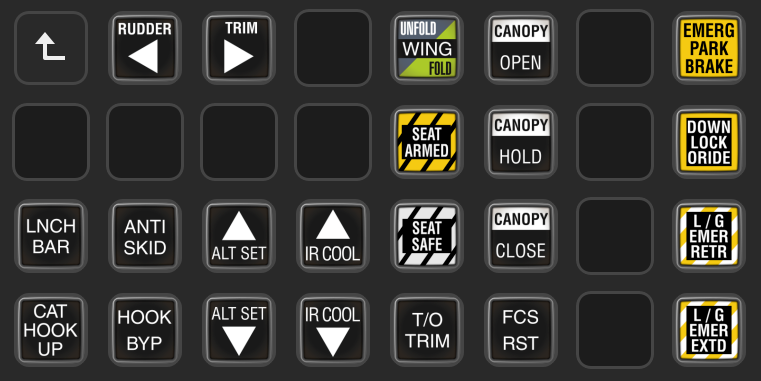 RUDDER
TRIM
UNFOLD
WING
FOLD
CANOPY
OPEN
EMERG
PARK
BRAKE
SEAT
ARMED
CANOPY
HOLD
DOWN
LOCK
ORIDE
LNCH
BAR
ANTI
SKID
ALT SET
IR COOL
SEAT
SAFE
CANOPY
CLOSE
L / G
EMER
RETR
CAT
HOOK
UP
HOOK
BYP
ALT SET
IR COOL
T/O
TRIM
FCS
RST
L / G
EMER
EXTD